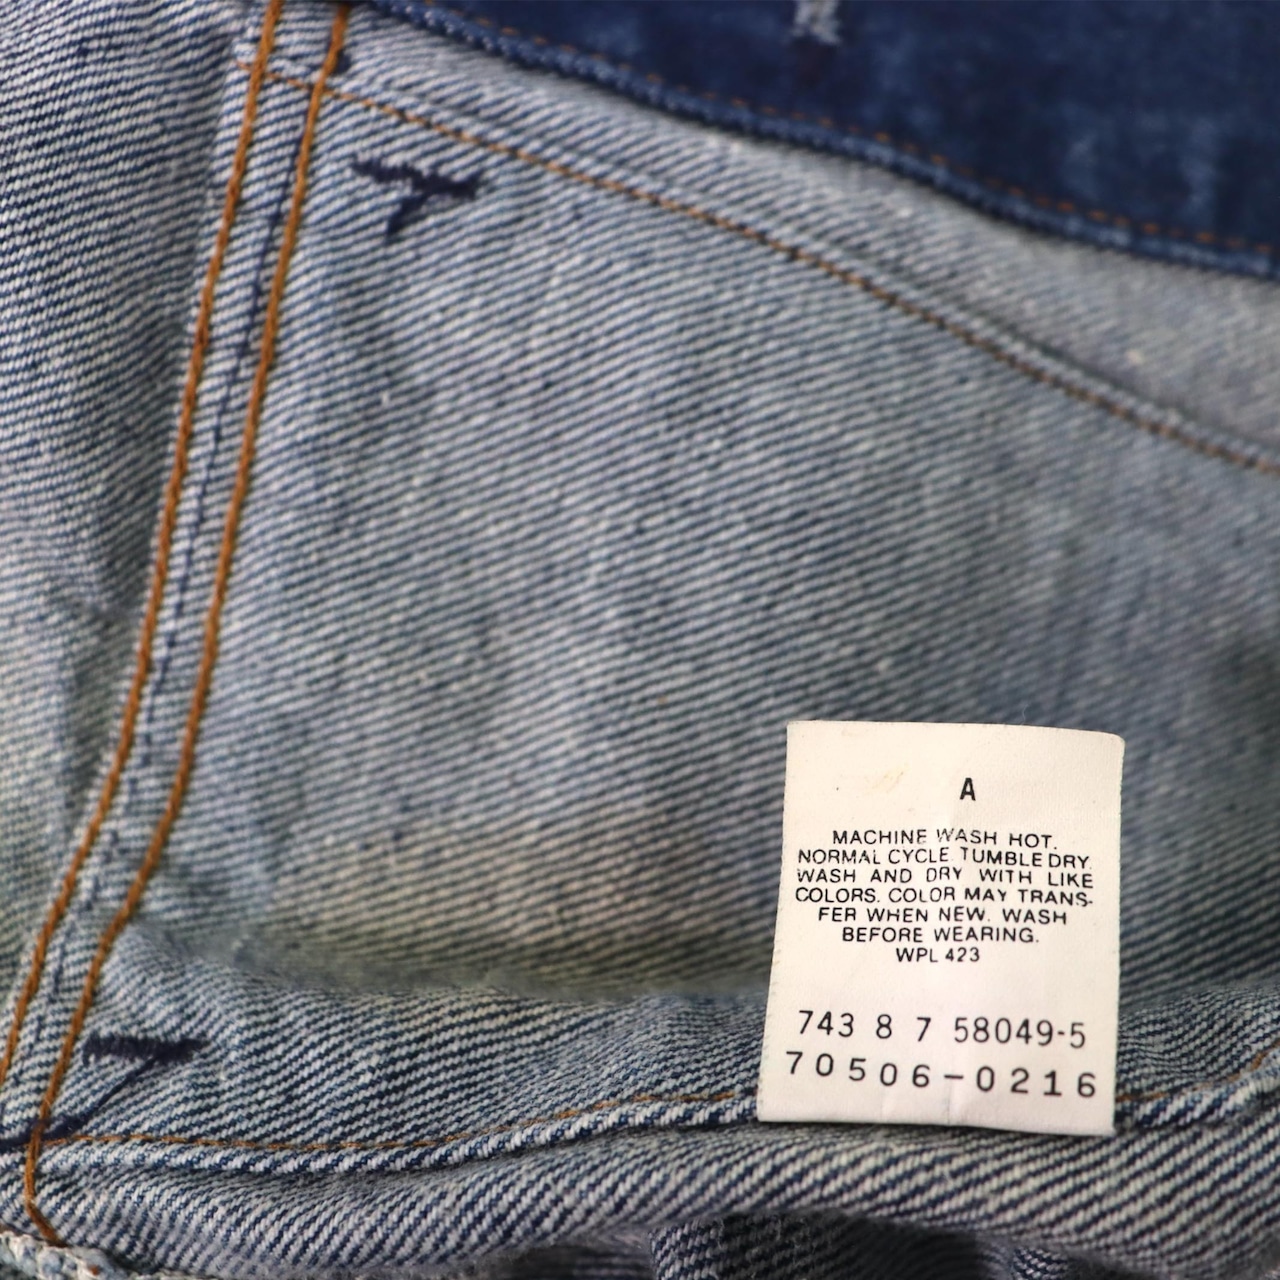 A
MACHINE WASH HOT.
NORMAL CYCLE. TUMBLE DRY.
WASH AND DRY WITH LIKE
COLORS. COLOR MAY TRANS-
FER WHEN NEW. WASH
BEFORE WEARING.
WPL 423
743 8 7 58049-5
70506-0216